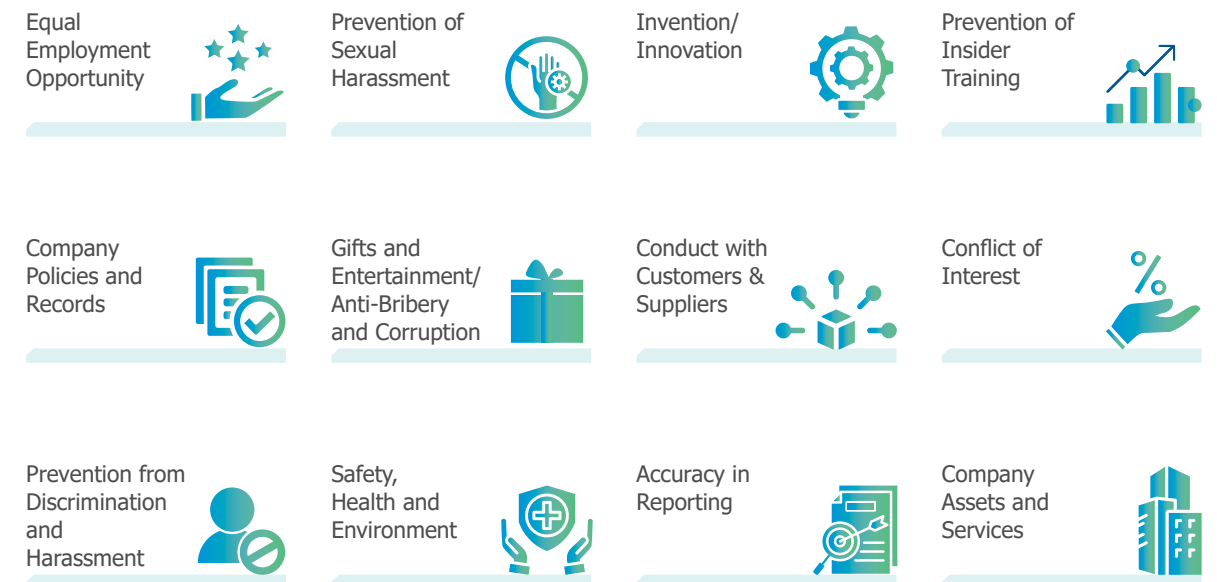 Equal
Employment
Opportunity
Prevention of
Sexual
Harassment
Invention/
Innovation
Prevention of
Insider
Training
Company
Policies and
Records
Gifts and
Entertainment/
Anti-Bribery
and Corruption
Conduct with
Customers &
Suppliers
Conflict of
Interest
Prevention from
Discrimination
and
Harassment
Safety,
Health and
Environment
Accuracy in
Reporting
Company
Assets and
Services